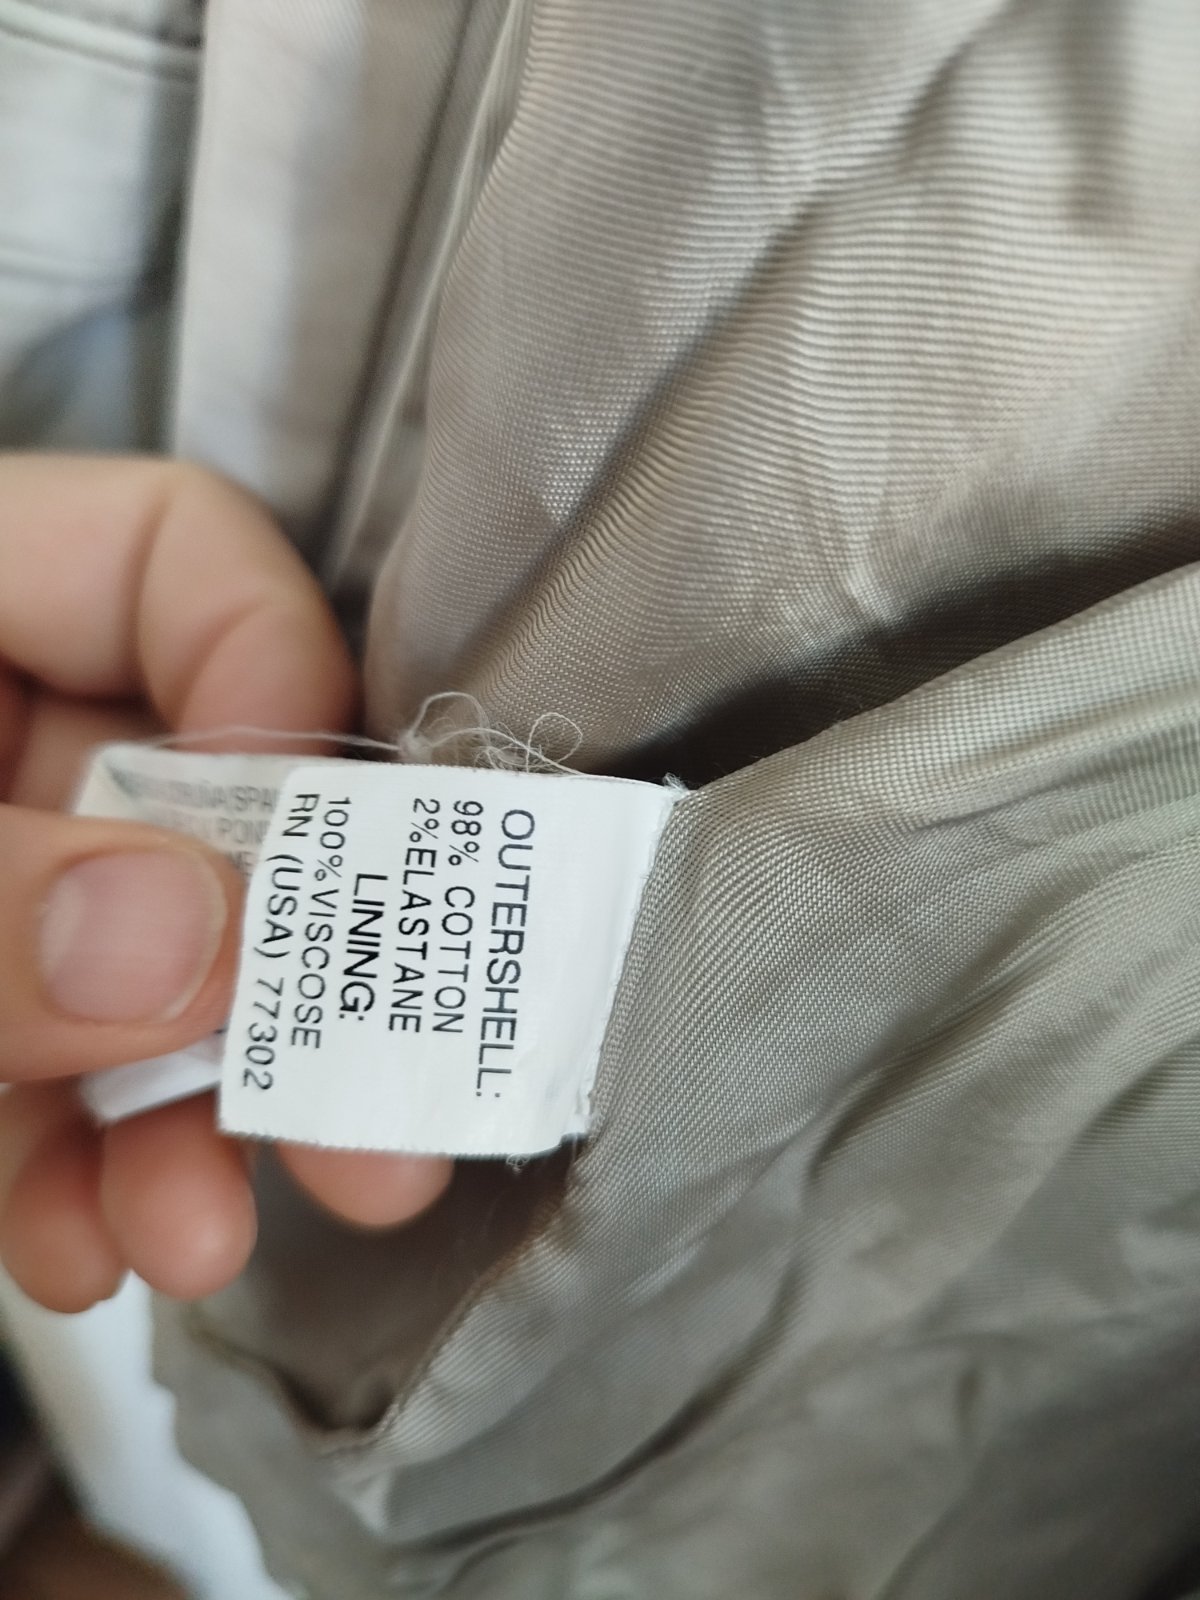 OUTERSHELL:
98% COTTON
2%ELASTANE
LINING:
100%VISCOSE
RN (USA) 77302